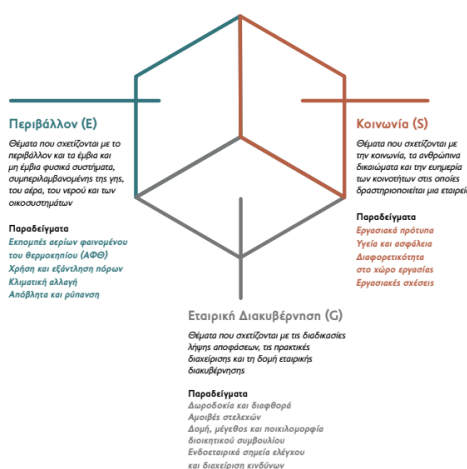 Περιβάλλον (E)
Θέματα που σχετίζονται με το
περιβάλλον και τα έμβια και
μη έμβια φυσικά συστήματα,
συμπεριλαμβανομένης της γης,
του αέρα, του νερού και των
οικοσυστημάτων
Παραδείγματα
Εκπομπές αερίων φαινομένου
του θερμοκηπίου (ΑΦΘ)
Χρήση και εξάντληση πόρων
Κλιματική αλλαγή
Απόβλητα και ρύπανση
Κοινωνία (S)
Θέματα που σχετίζονται με
την κοινωνία, τα ανθρώπινα
δικαιώματα και την ευημερία
των κοινοτήτων στις οποίες
δραστηριοποιείται μια εταιρεί
Παραδείγματα
Εργασιακά πρότυπα
Υγεία και ασφάλεια
Διαφορετικότητα
στο χώρο εργασίας
Εργασιακές σχέσεις
Εταιρική Διακυβέρνηση (G)
Θέματα που σχετίζονται με τις διαδικασίες
λήψης αποφάσεων, τις πρακτικές
διαχείρισης και τη δομή εταιρικής
διακυβέρνησης
Παραδείγματα
Δωροδοκία και διαφθορά
Αμοιβές στελεχών
Δομή, μέγεθος και ποικιλομορφία
διοικητικού συμβουλίου
Ενδοεταιρικά σημεία ελέγχου
και διαχείριση κινδύνων